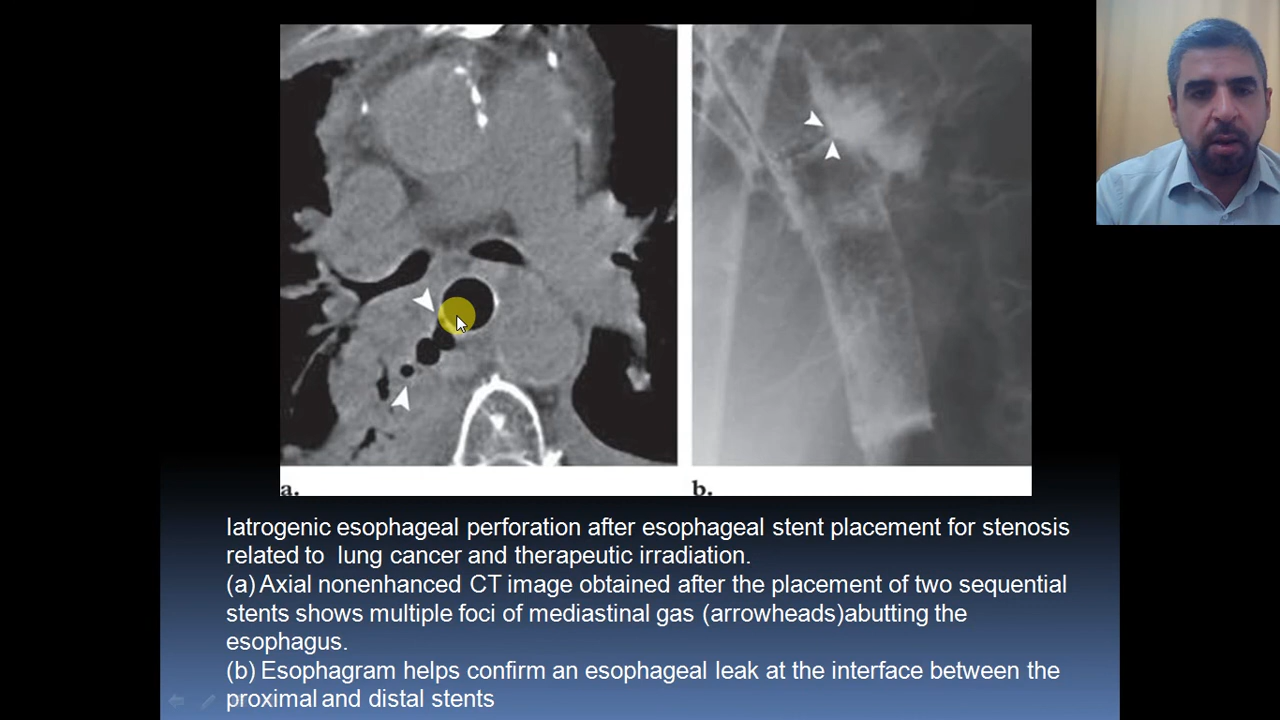 a.
b.
Iatrogenic esophageal perforation after esophageal stent placement for stenosis
related to lung cancer and therapeutic irradiation.
(a) Axial nonenhanced CT image obtained after the placement of two sequential
stents shows multiple foci of mediastinal gas (arrowheads)abutting the
esophagus.
(b) Esophagram helps confirm an esophageal leak at the interface between the
proximal and distal stents